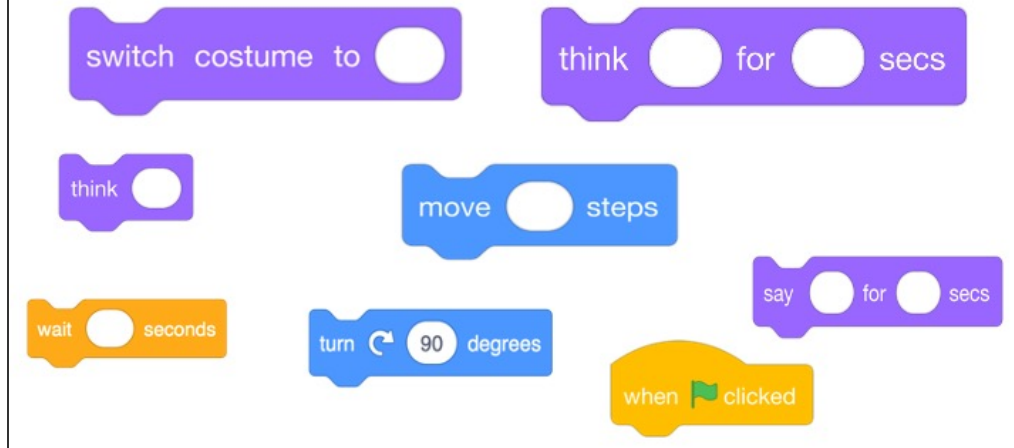 switch costume to
think for secs
think
move steps
say for secs
wait seconds
turn 90 degrees
when clicked